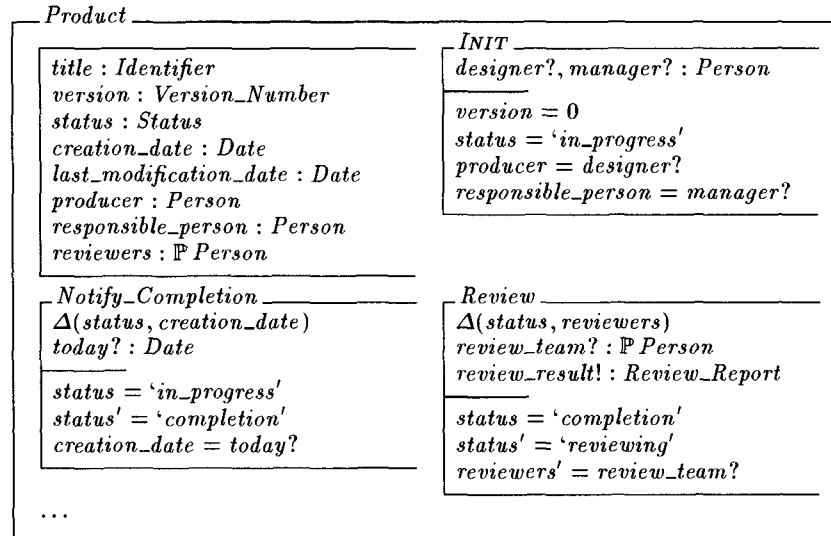 Product
title : Identifier
version : Version_Number
status : Status
creation_date : Date
last_modification_date : Date
producer : Person
responsible_person : Person
reviewers : ℙ Person
INIT
designer?, manager? : Person
version = 0
status = 'in_progress'
producer = designer?
responsible_person = manager?
Notify_Completion
Δ(status, creation_date)
today? : Date
status = 'in_progress'
status' = 'completion'
creation_date = today?
Review
Δ(status, reviewers)
review_team? : ℙ Person
review_result! : Review_Report
status = 'completion'
status' = 'reviewing'
reviewers' = review_team?
...